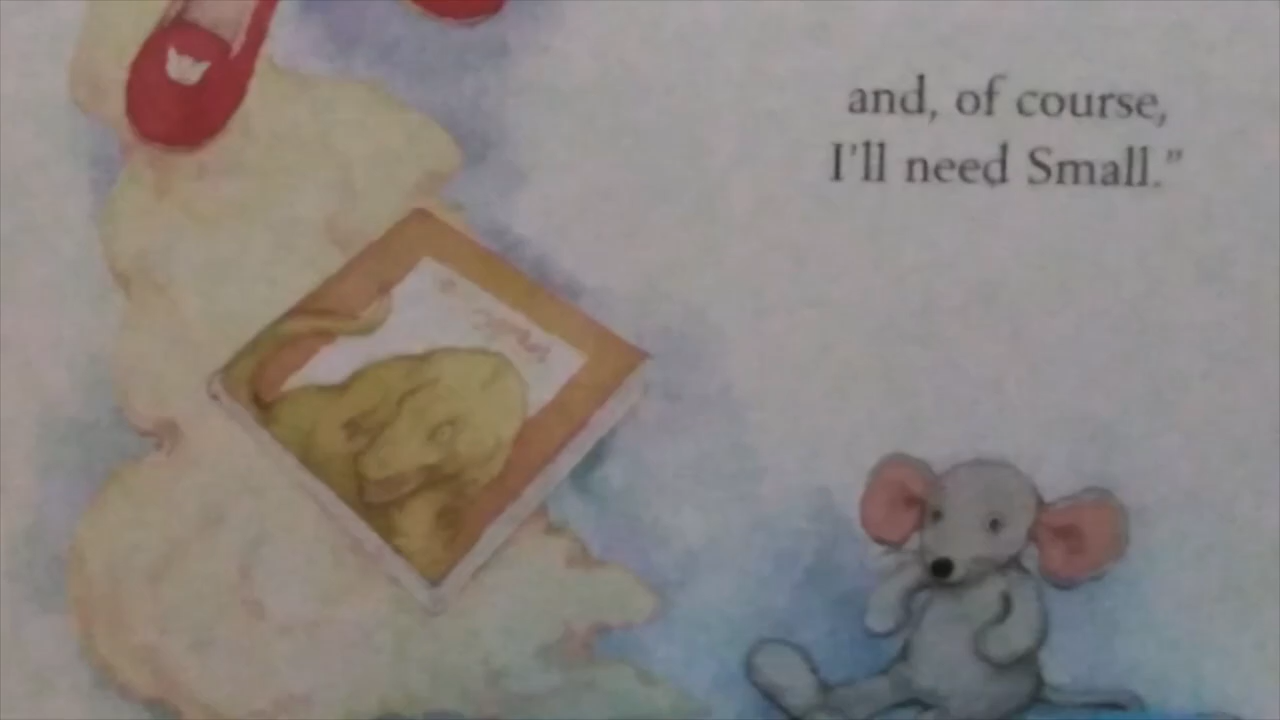 and, of course,
I'll need Small.”